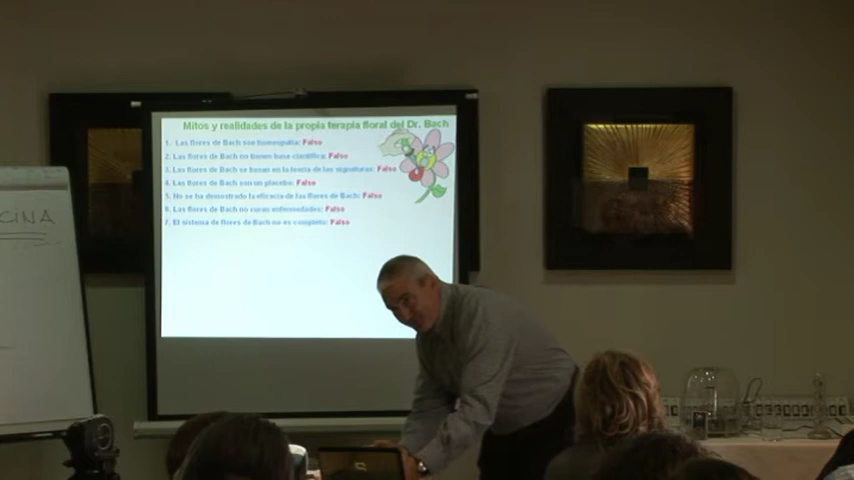 Mitos y realidades de la propia terapia floral del Dr. Bach
1. Las flores de Bach son homeopatía: Falso
2. Las flores de Bach no tienen base científica: Falso
3. Las flores de Bach se basan en la teoría de las signaturas: Falso
4. Las flores de Bach son un placebo: Falso
5. No se ha demostrado la eficacia de las flores de Bach: Falso
6. Las flores de Bach no curan enfermedades: Falso
7. El sistema de flores de Bach no es completo: Falso
CINA